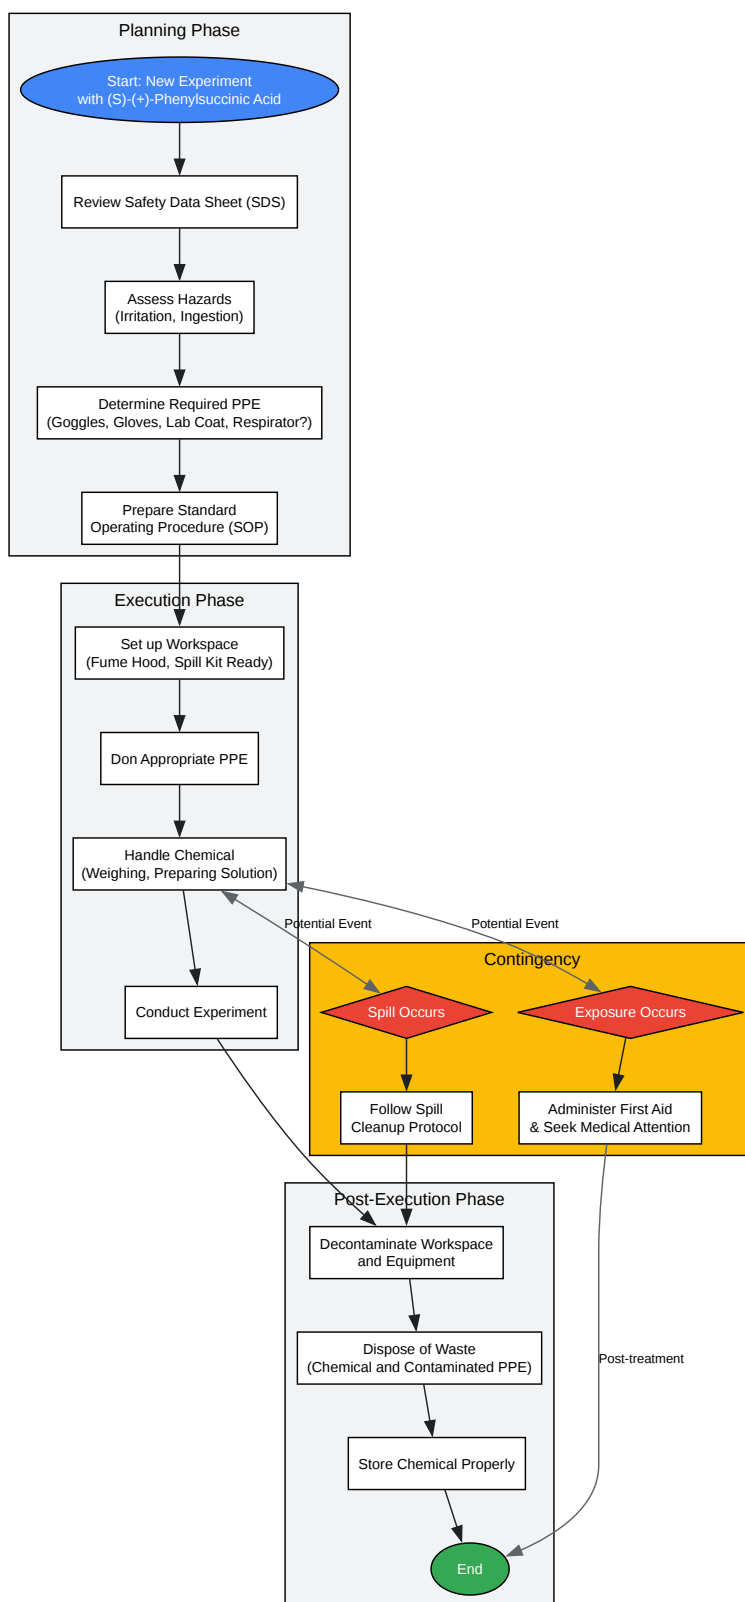 Planning Phase
Start: New Experiment
with (S)-(+)-Phenylsuccinic Acid
Review Safety Data Sheet (SDS)
Assess Hazards
(Irritation, Ingestion)
Determine Required PPE
(Goggles, Gloves, Lab Coat, Respirator?)
Prepare Standard
Operating Procedure (SOP)
Execution Phase
Set up Workspace
(Fume Hood, Spill Kit Ready)
Don Appropriate PPE
Handle Chemical
(Weighing, Preparing Solution)
Potential Event
Potential Event
Contingency
Conduct Experiment
Spill Occurs
Exposure Occurs
Follow Spill
Cleanup Protocol
Administer First Aid
& Seek Medical Attention
Post-Execution Phase
Decontaminate Workspace
and Equipment
Dispose of Waste
(Chemical and Contaminated PPE)
Post-treatment
Store Chemical Properly
End